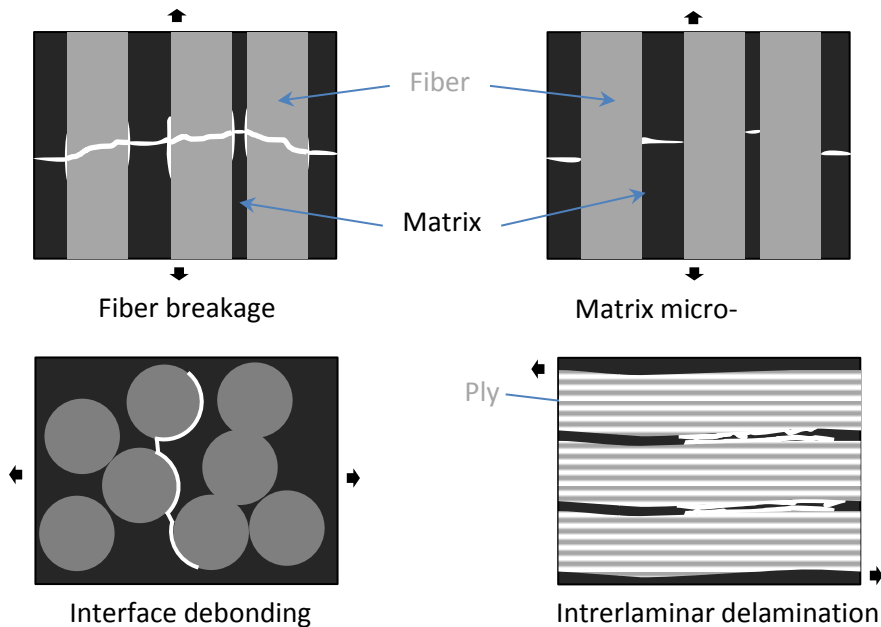 Fiber
Matrix
Fiber breakage
Matrix micro-
Ply
Interface debonding
Intrerlaminar delamination